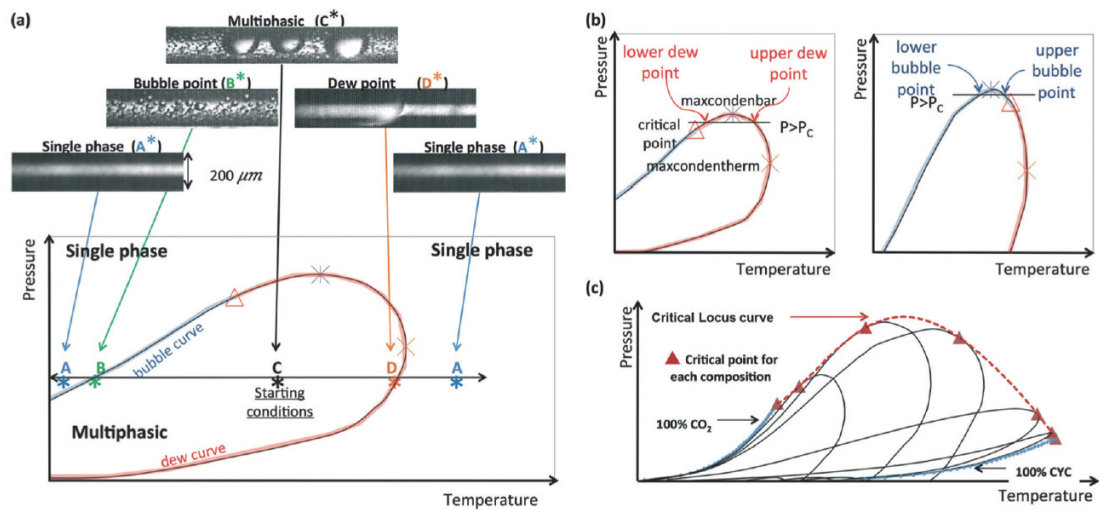 (a)
Multiphasic (C*)
Bubble point (B*)
Dew point (D*)
Single phase (A*)
200 μm
Single phase (A*)
Pressure
Single phase
Single phase
bubble curve
A
B
C
D
A
Starting
conditions
Multiphasic
dew curve
Temperature
(b)
Pressure
lower dew
point
upper dew
point
maxcondenbar
critical
point
P>Pc
maxcondentherm
Temperature
Pressure
lower
bubble
point
upper
bubble
point
P>Pc
Temperature
(c)
Pressure
Critical Locus curve
Critical point for
each composition
100% CO₂
100% CYC
Temperature